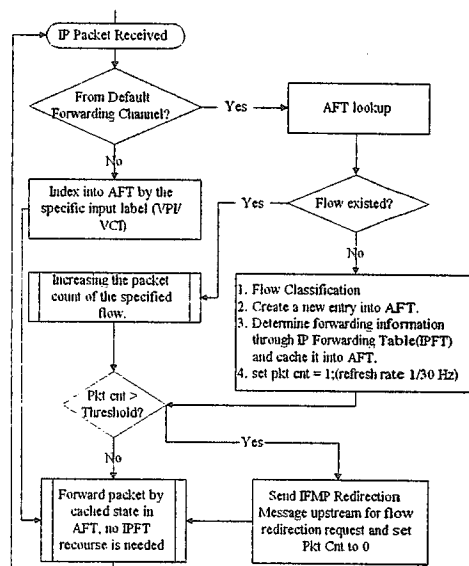 IP Packet Received
From Default
Forwarding Channel?
Yes
AFT lookup
No
Index into AFT by the
specific input label (VPI/
VCI)
Yes
Flow existed?
No
Increasing the packet
count of the specified
flow.
1. Flow Classification
2. Create a new entry into AFT.
3. Determine forwarding information
through IP Forwarding Table(IPFT)
and cache it into AFT.
4. set pkt cnt = 1;(refresh rate 1/30 Hz)
Pkt cnt >
Threshold?
Yes
No
Forward packet by
cached state in
AFT, no IPFT
recourse is needed
Send IFMP Redirection
Message upstream for flow
redirection request and set
Pkt Cnt to 0